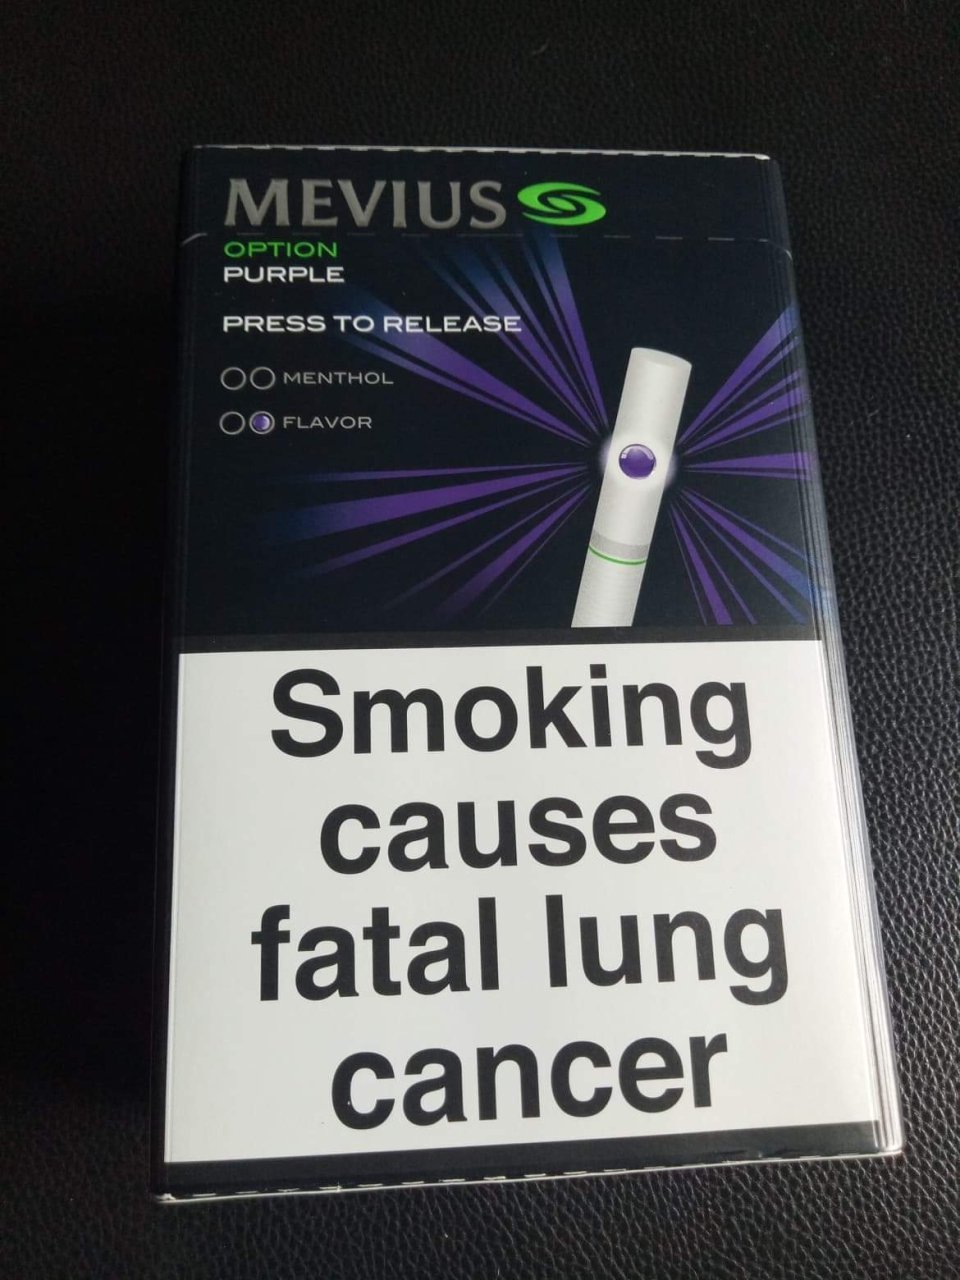 MEVIUS
OPTION
PURPLE
PRESS TO RELEASE
MENTHOL
FLAVOR
Smoking
causes
fatal lung
cancer